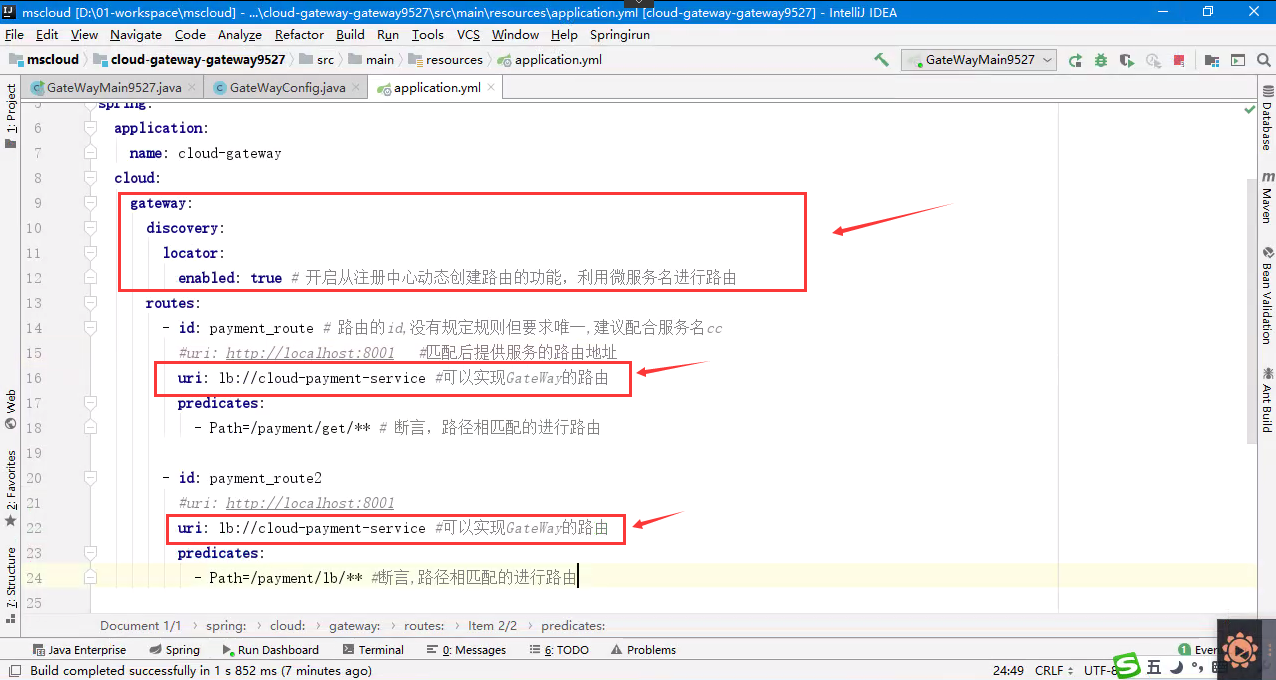 mscloud [D:\01-workspace\mscloud] - ...\cloud-gateway-gateway9527\src\main\resources\application.yml [cloud-gateway-gateway9527] - IntelliJ IDEA
File Edit View Navigate Code Analyze Refactor Build Run Tools VCS Window Help Springirun
mscloud cloud-gateway-gateway9527 src main resources application.yml GateWayMain9527
GateWayMain9527.java GateWayConfig.java application.yml
1: Project
Web
2: Favorites
7: Structure
5 spring:
6 application:
7 name: cloud-gateway
8 cloud:
9 gateway:
10 discovery:
11 locator:
12 enabled: true # 开启从注册中心动态创建路由的功能，利用微服务名进行路由
13 routes:
14 - id: payment_route # 路由的id,没有规定规则但要求唯一,建议配合服务名cc
15 #uri: http://localhost:8001 #匹配后提供服务的路由地址
16 uri: lb://cloud-payment-service #可以实现GateWay的路由
17 predicates:
18 - Path=/payment/get/** # 断言，路径相匹配的进行路由
19
20 - id: payment_route2
21 #uri: http://localhost:8001
22 uri: lb://cloud-payment-service #可以实现GateWay的路由
23 predicates:
24 - Path=/payment/lb/** #断言,路径相匹配的进行路由
25
Database
Maven
Bean Validation
Ant Build
Document 1/1 spring: cloud: gateway: routes: Item 2/2 predicates:
Java Enterprise Spring Run Dashboard Terminal 0: Messages 6: TODO Problems 1
Build completed successfully in 1 s 852 ms (7 minutes ago) 24:49 CRLF UTF-8 五